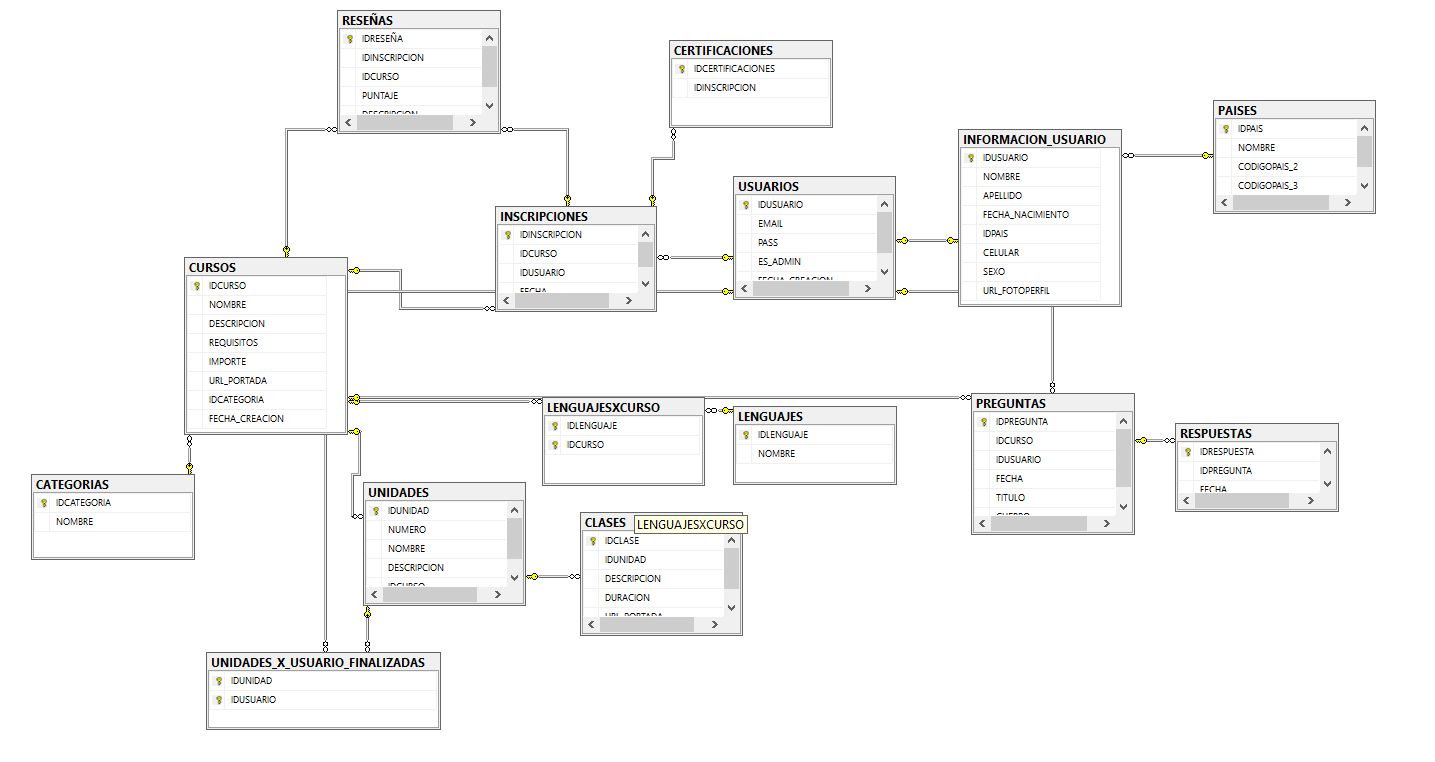 RESEÑAS
IDRESEÑA
IDINSCRIPCION
IDCURSO
PUNTAJE
DESCRIPCION
CERTIFICACIONES
IDCERTIFICACIONES
IDINSCRIPCION
PAISES
IDPAIS
NOMBRE
CODIGOPAIS_2
CODIGOPAIS_3
INFORMACION_USUARIO
IDUSUARIO
NOMBRE
APELLIDO
FECHA_NACIMIENTO
IDPAIS
CELULAR
SEXO
URL_FOTOPERFIL
USUARIOS
IDUSUARIO
EMAIL
PASS
ES_ADMIN
FECHA_CREACION
INSCRIPCIONES
IDINSCRIPCION
IDCURSO
IDUSUARIO
FECHA
CURSOS
IDCURSO
NOMBRE
DESCRIPCION
REQUISITOS
IMPORTE
URL_PORTADA
IDCATEGORIA
FECHA_CREACION
LENGUAJESXCURSO
IDLENGUAJE
IDCURSO
LENGUAJES
IDLENGUAJE
NOMBRE
PREGUNTAS
IDPREGUNTA
IDCURSO
IDUSUARIO
FECHA
TITULO
CUERPO
RESPUESTAS
IDRESPUESTA
IDPREGUNTA
FECHA
CATEGORIAS
IDCATEGORIA
NOMBRE
UNIDADES
IDUNIDAD
NUMERO
NOMBRE
DESCRIPCION
IDCURSO
CLASES
LENGUAJESXCURSO
IDCLASE
IDUNIDAD
DESCRIPCION
DURACION
URL_PORTADA
UNIDADES_X_USUARIO_FINALIZADAS
IDUNIDAD
IDUSUARIO